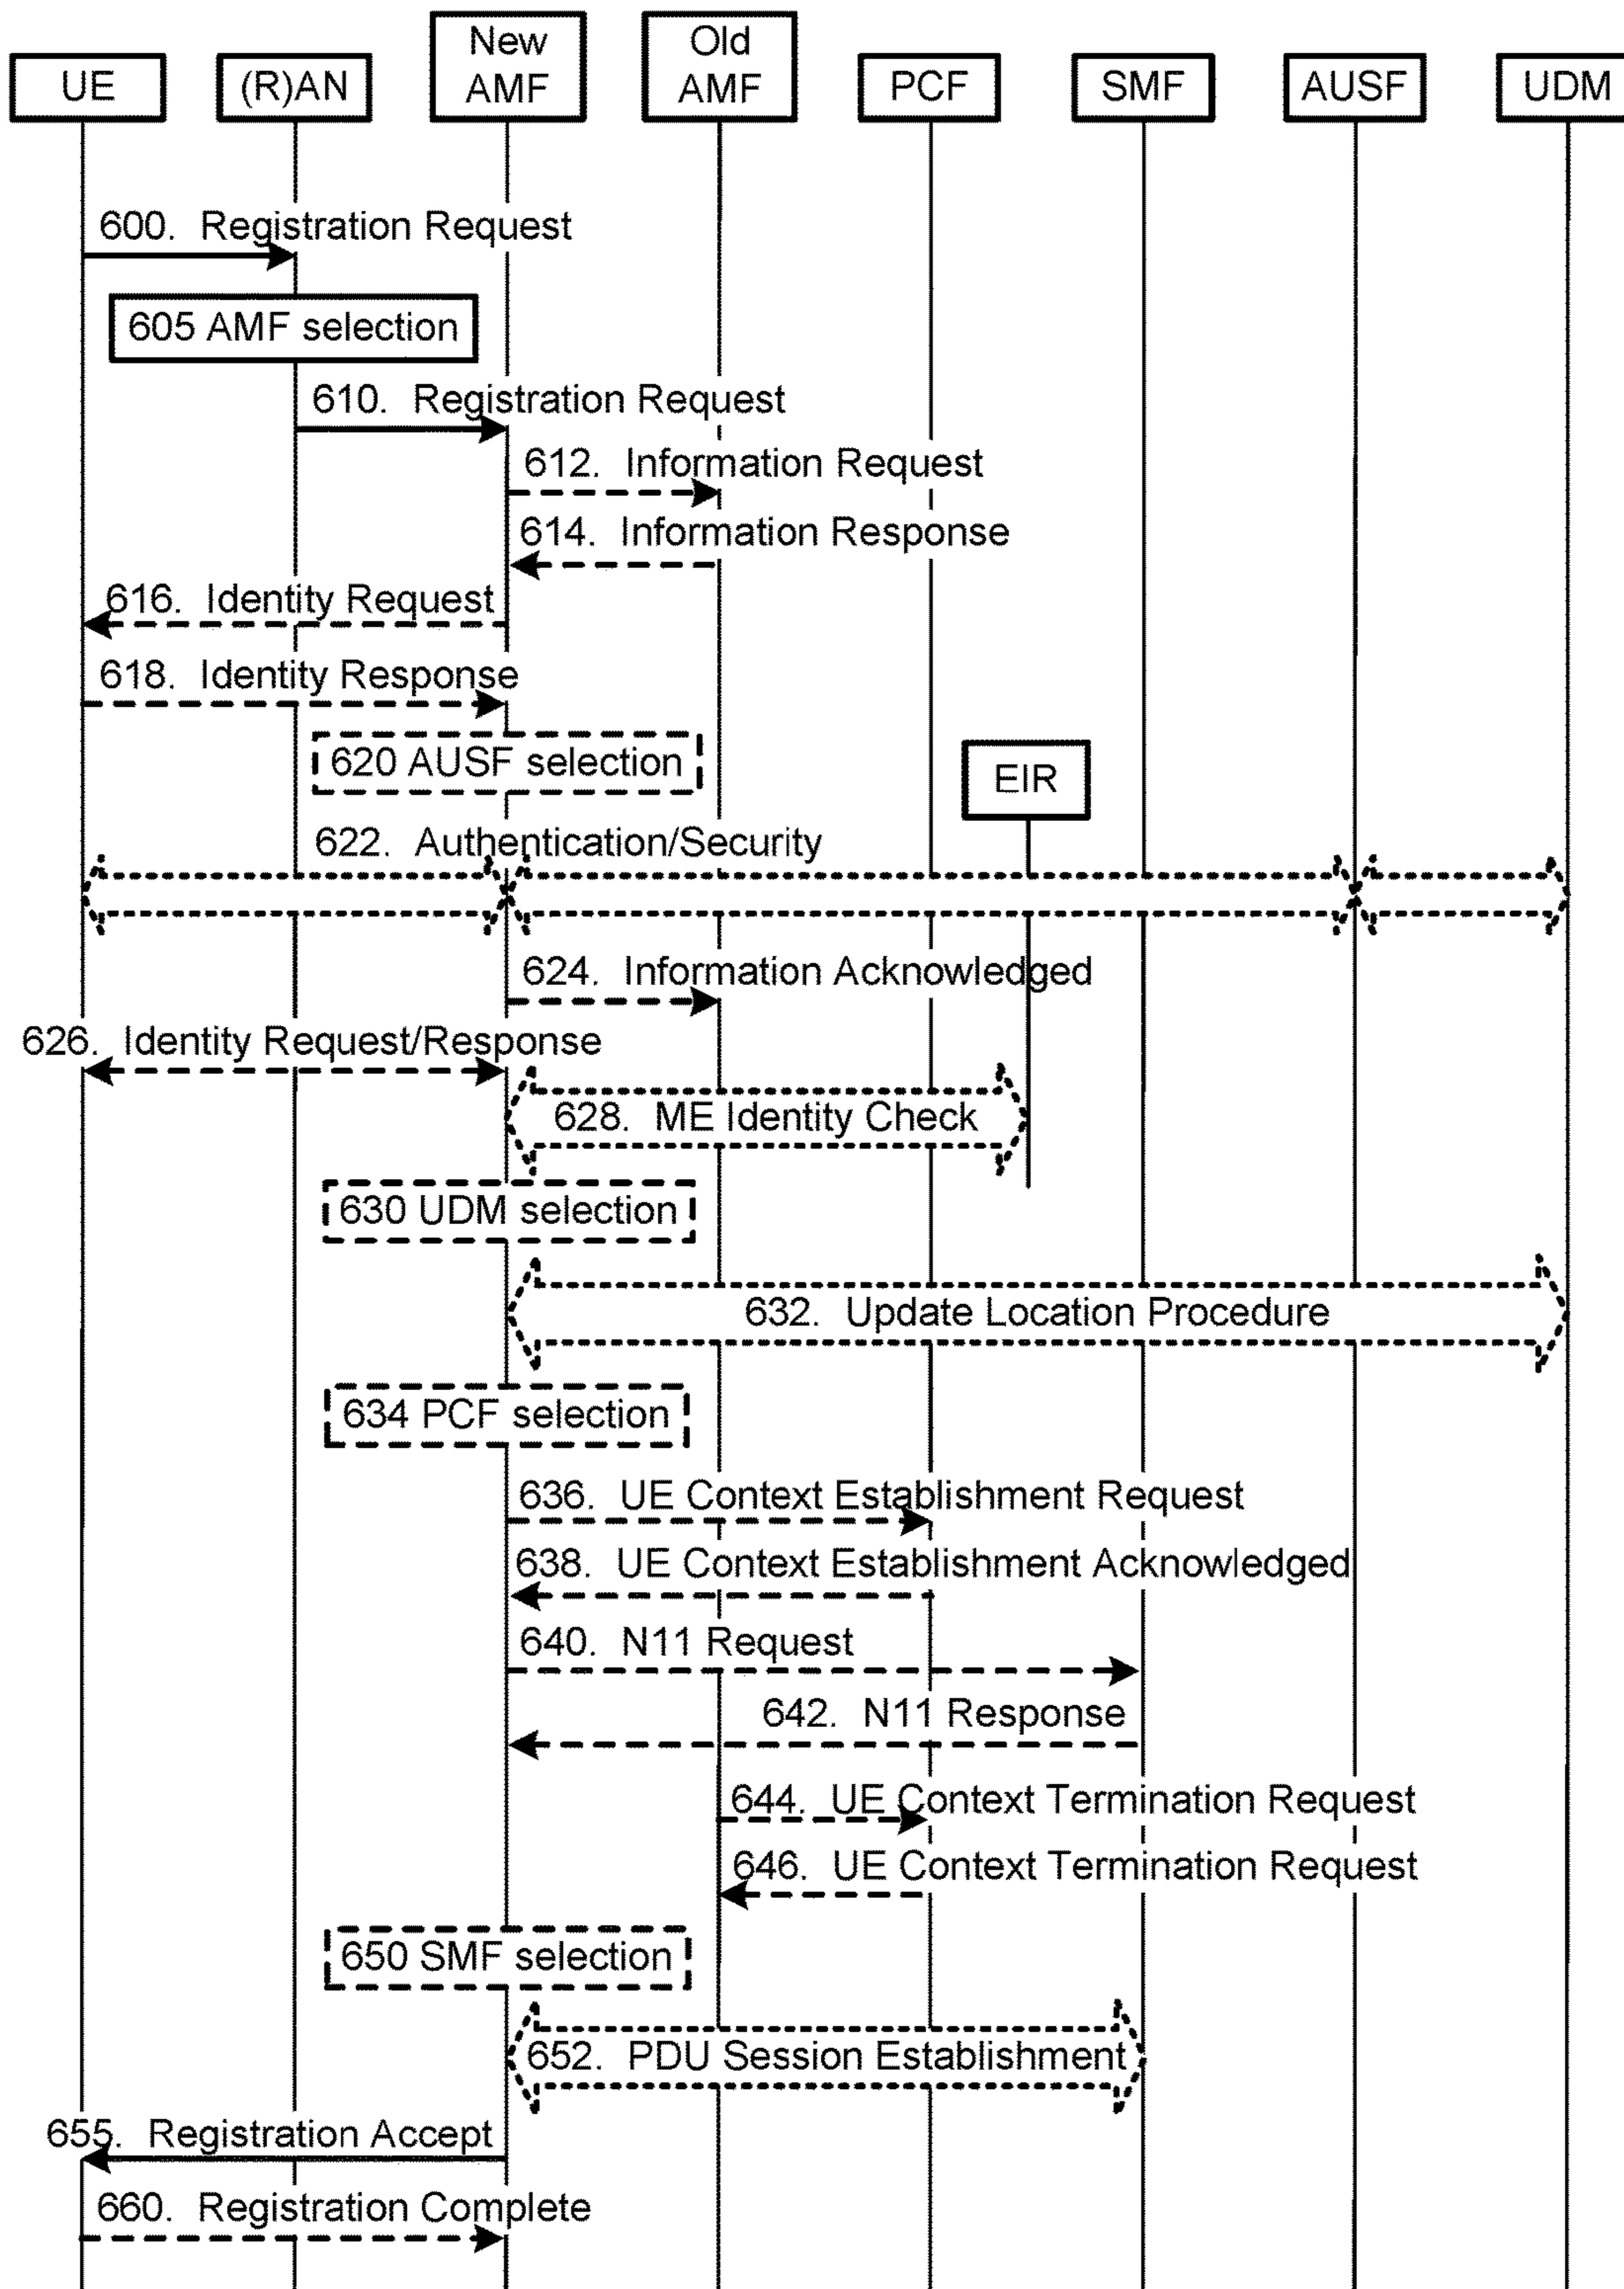 UE
(R)AN
New
AMF
Old
AMF
PCF
SMF
AUSF
UDM
600. Registration Request
605 AMF selection
610. Registration Request
612. Information Request
614. Information Response
616. Identity Request
618. Identity Response
620 AUSF selection
EIR
622. Authentication/Security
624. Information Acknowledged
626. Identity Request/Response
628. ME Identity Check
630 UDM selection
632. Update Location Procedure
634 PCF selection
636. UE Context Establishment Request
638. UE Context Establishment Acknowledged
640. N11 Request
642. N11 Response
644. UE Context Termination Request
646. UE Context Termination Request
650 SMF selection
652. PDU Session Establishment
655. Registration Accept
660. Registration Complete